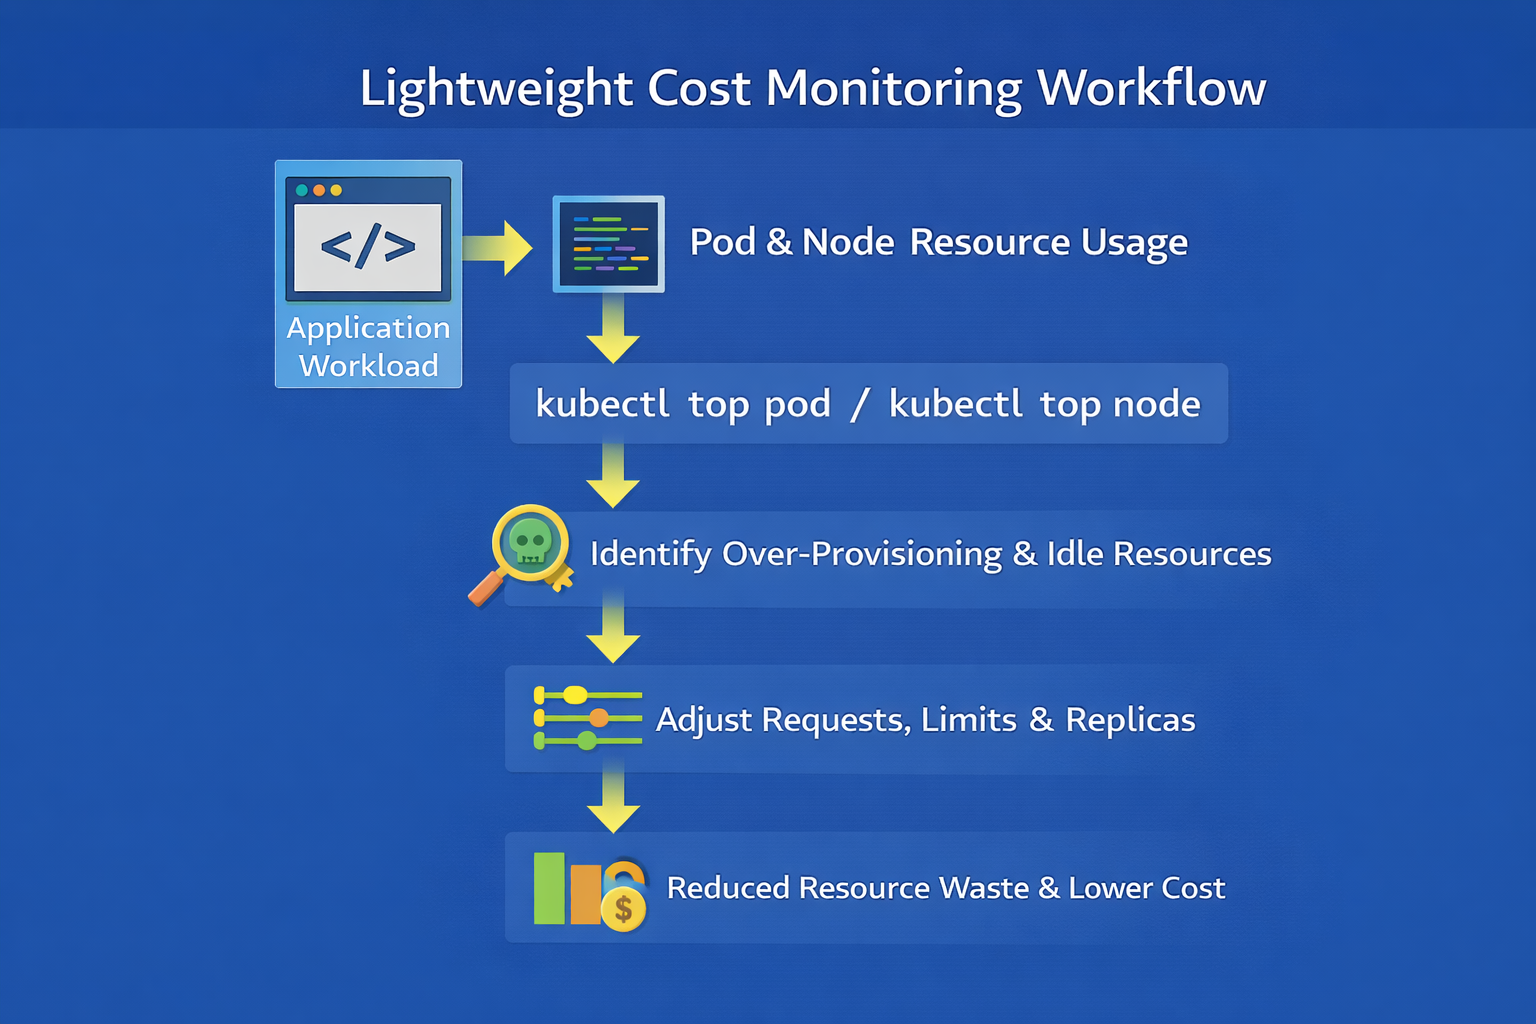 Lightweight Cost Monitoring Workflow
</>
Application
Workload
Pod & Node Resource Usage
kubectl top pod / kubectl top node
Identify Over-Provisioning & Idle Resources
Adjust Requests, Limits & Replicas
$
Reduced Resource Waste & Lower Cost